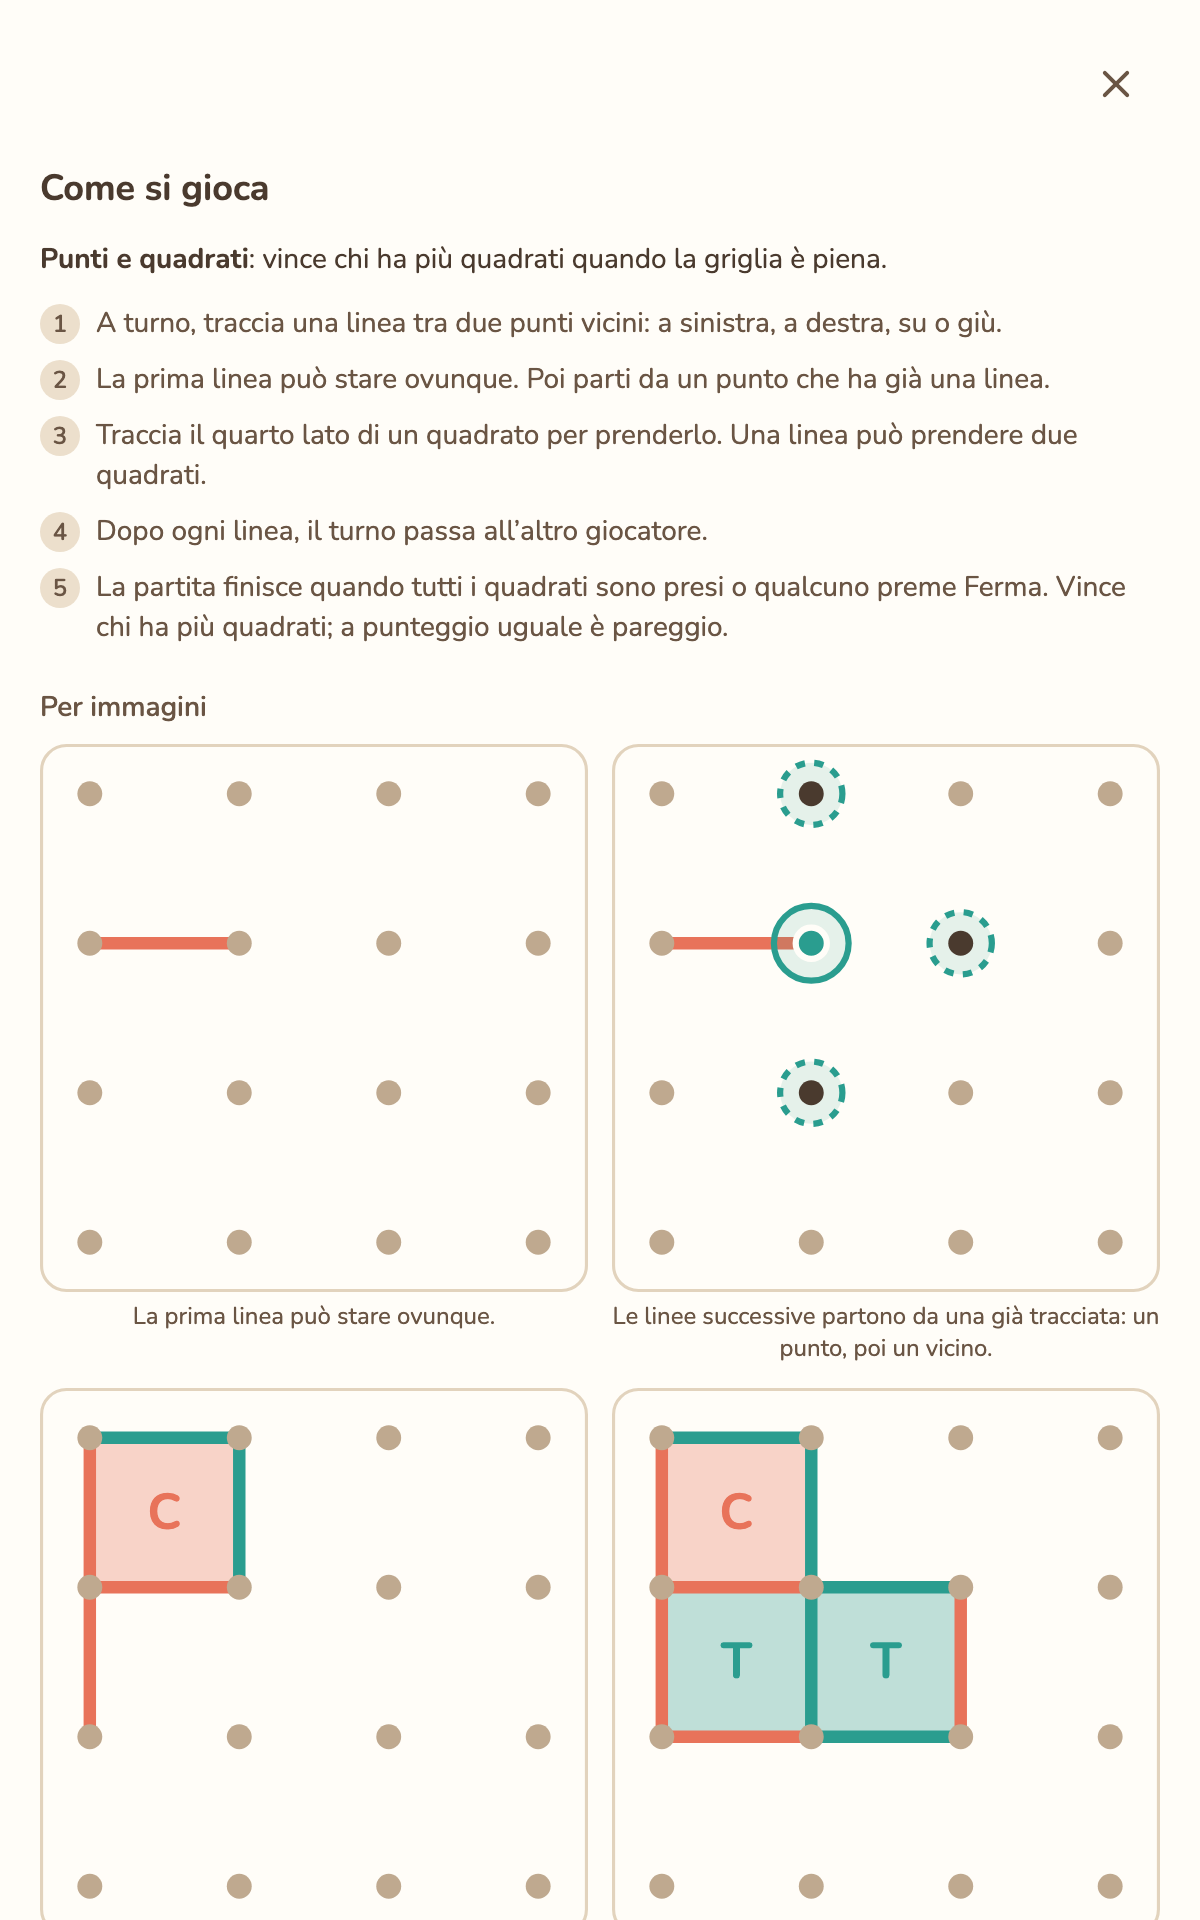 Come si gioca
Punti e quadrati: vince chi ha più quadrati quando la griglia è piena.
1 A turno, traccia una linea tra due punti vicini: a sinistra, a destra, su o giù.
2 La prima linea può stare ovunque. Poi parti da un punto che ha già una linea.
3 Traccia il quarto lato di un quadrato per prenderlo. Una linea può prendere due
quadrati.
4 Dopo ogni linea, il turno passa all’altro giocatore.
5 La partita finisce quando tutti i quadrati sono presi o qualcuno preme Ferma. Vince
chi ha più quadrati; a punteggio uguale è pareggio.
Per immagini
La prima linea può stare ovunque.
Le linee successive partono da una già tracciata: un
punto, poi un vicino.
C
C
T T